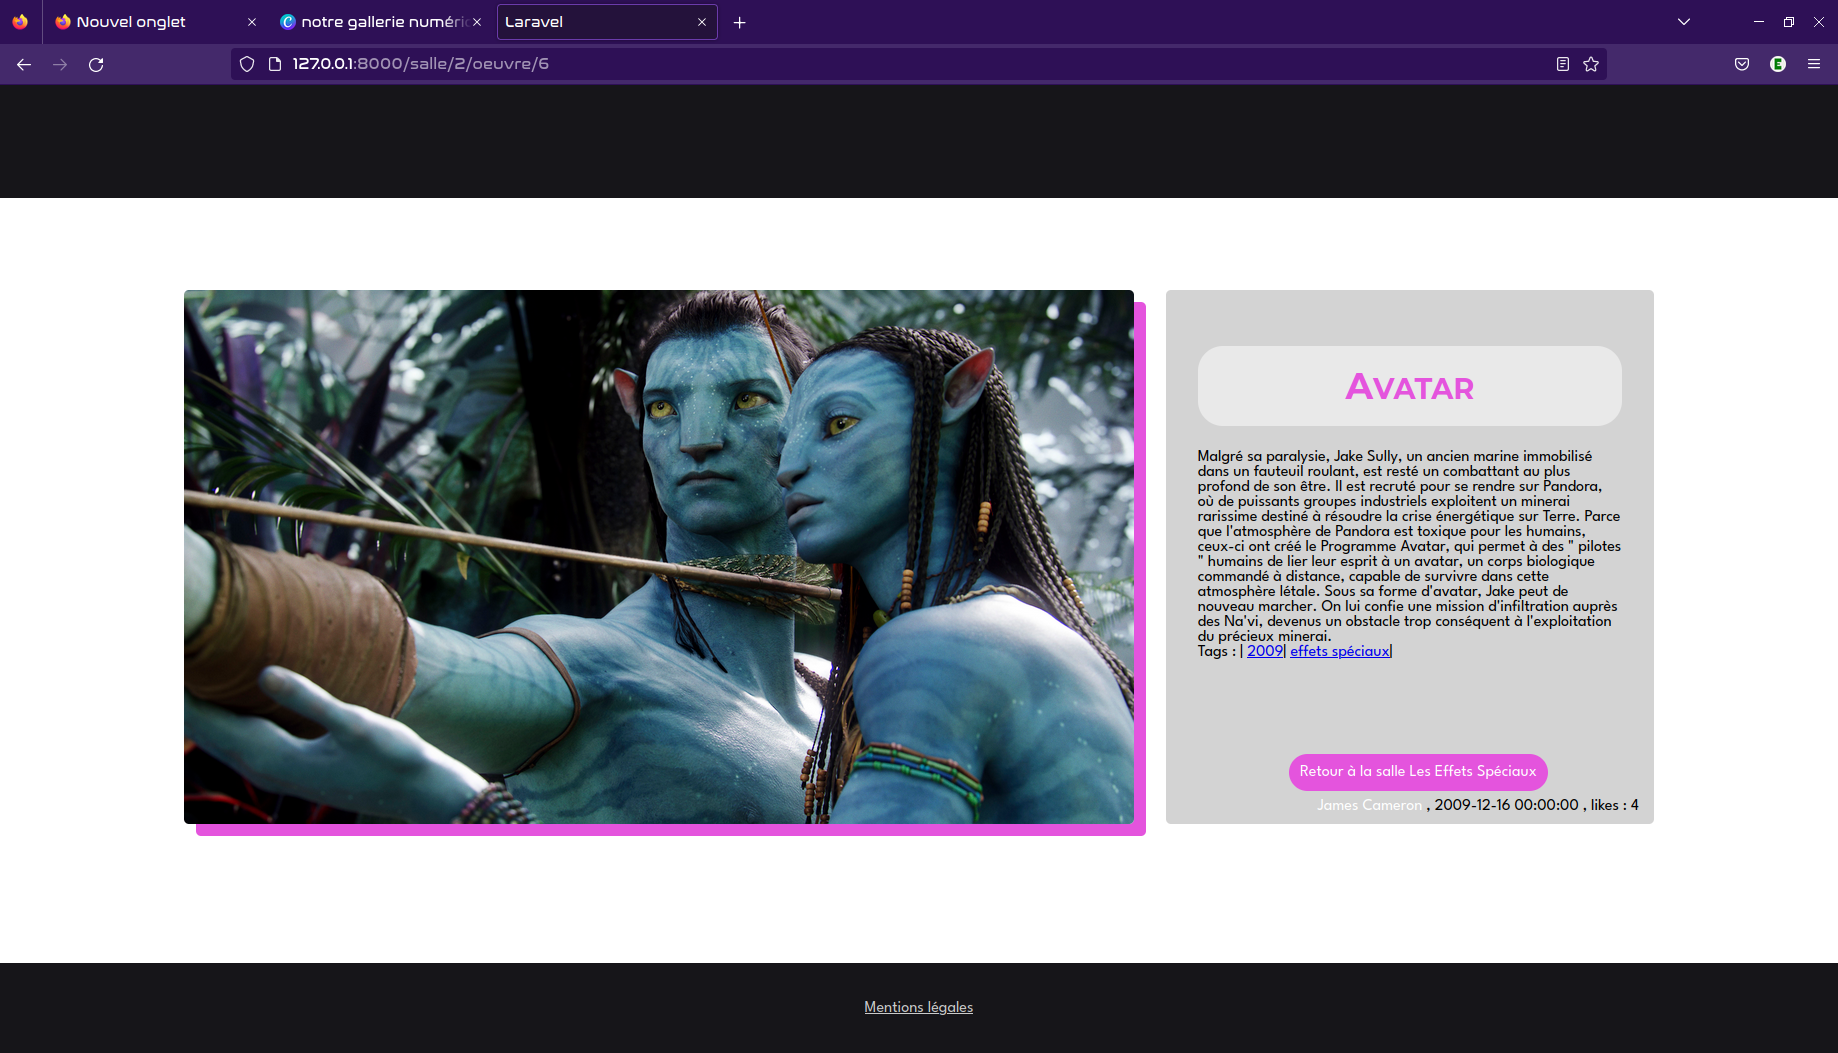 Nouvel onglet
notre gallerie numéri
Laravel
127.0.0.1:8000/salle/2/oeuvre/6
AVATAR
Malgré sa paralysie, Jake Sully, un ancien marine immobilisé
dans un fauteuil roulant, est resté un combattant au plus
profond de son être. Il est recruté pour se rendre sur Pandora,
où de puissants groupes industriels exploitent un minerai
rarissime destiné à résoudre la crise énergétique sur Terre. Parce
que l'atmosphère de Pandora est toxique pour les humains,
ceux-ci ont créé le Programme Avatar, qui permet à des " pilotes
" humains de lier leur esprit à un avatar, un corps biologique
commandé à distance, capable de survivre dans cette
atmosphère létale. Sous sa forme d'avatar, Jake peut de
nouveau marcher. On lui confie une mission d'infiltration auprès
des Na'vi, devenus un obstacle trop conséquent à l'exploitation
du précieux minerai.
Tags : | 2009| effets spéciaux|
Retour à la salle Les Effets Spéciaux
James Cameron , 2009-12-16 00:00:00 , likes : 4
Mentions légales